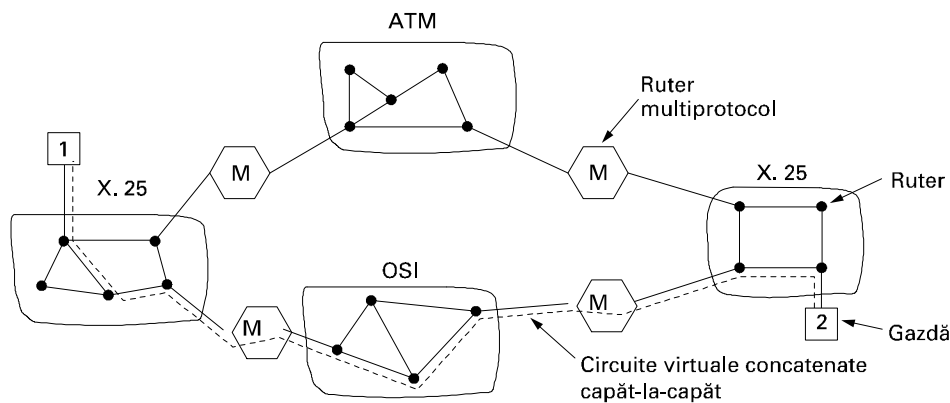 ATM
Ruter
multiprotocol
1
M
M
X. 25
X. 25
Ruter
OSI
M
M
2
Gazdă
Circuite virtuale concatenate
capăt-la-capăt